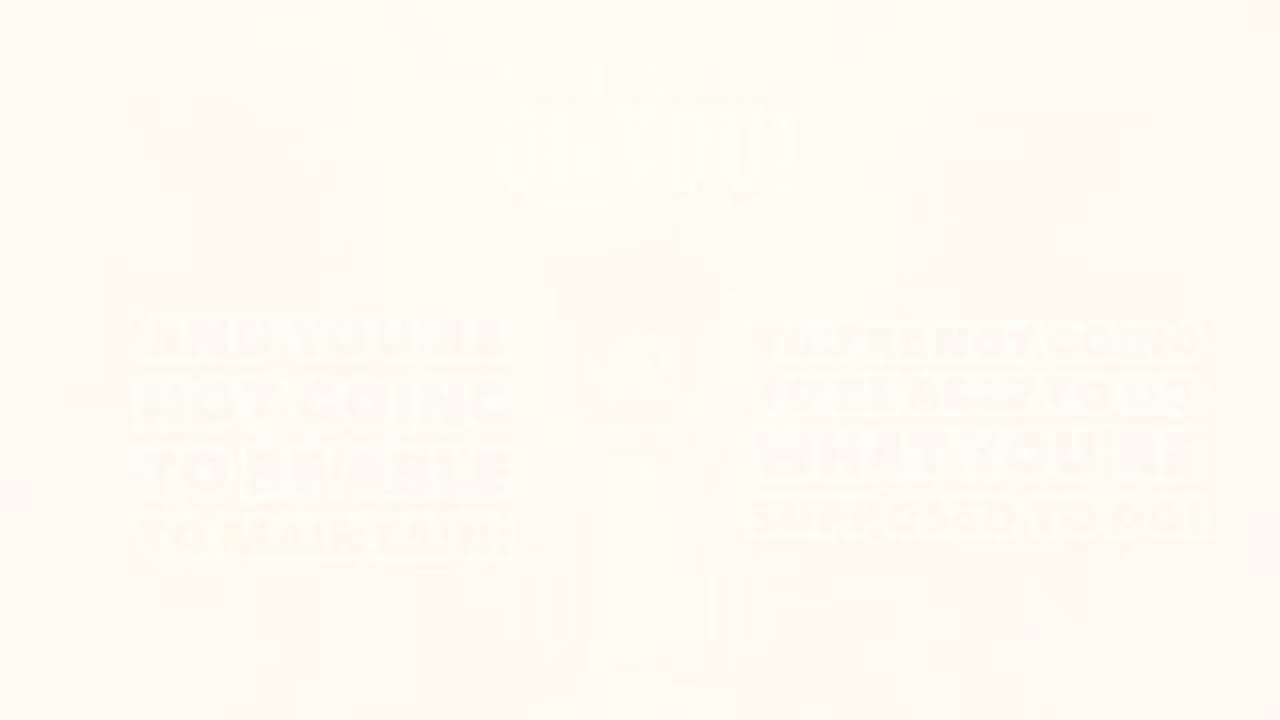 AND YOU'RE
NOT GOING
TO BE ABLE
TO MAINTAIN
YOU'RE NOT GOING
TO BE ABLE TO DO
WHAT YOU'RE
SUPPOSED TO DO!